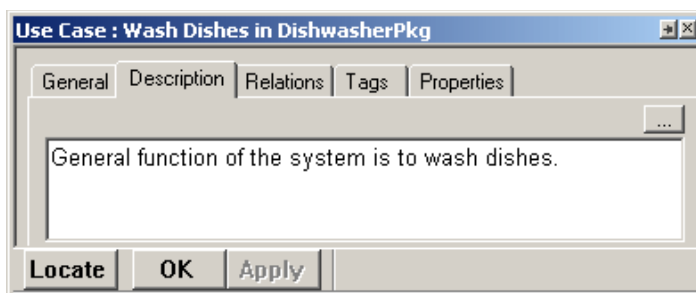 Use Case : Wash Dishes in DishwasherPkg
General Description Relations Tags Properties
...
General function of the system is to wash dishes.
Locate OK Apply